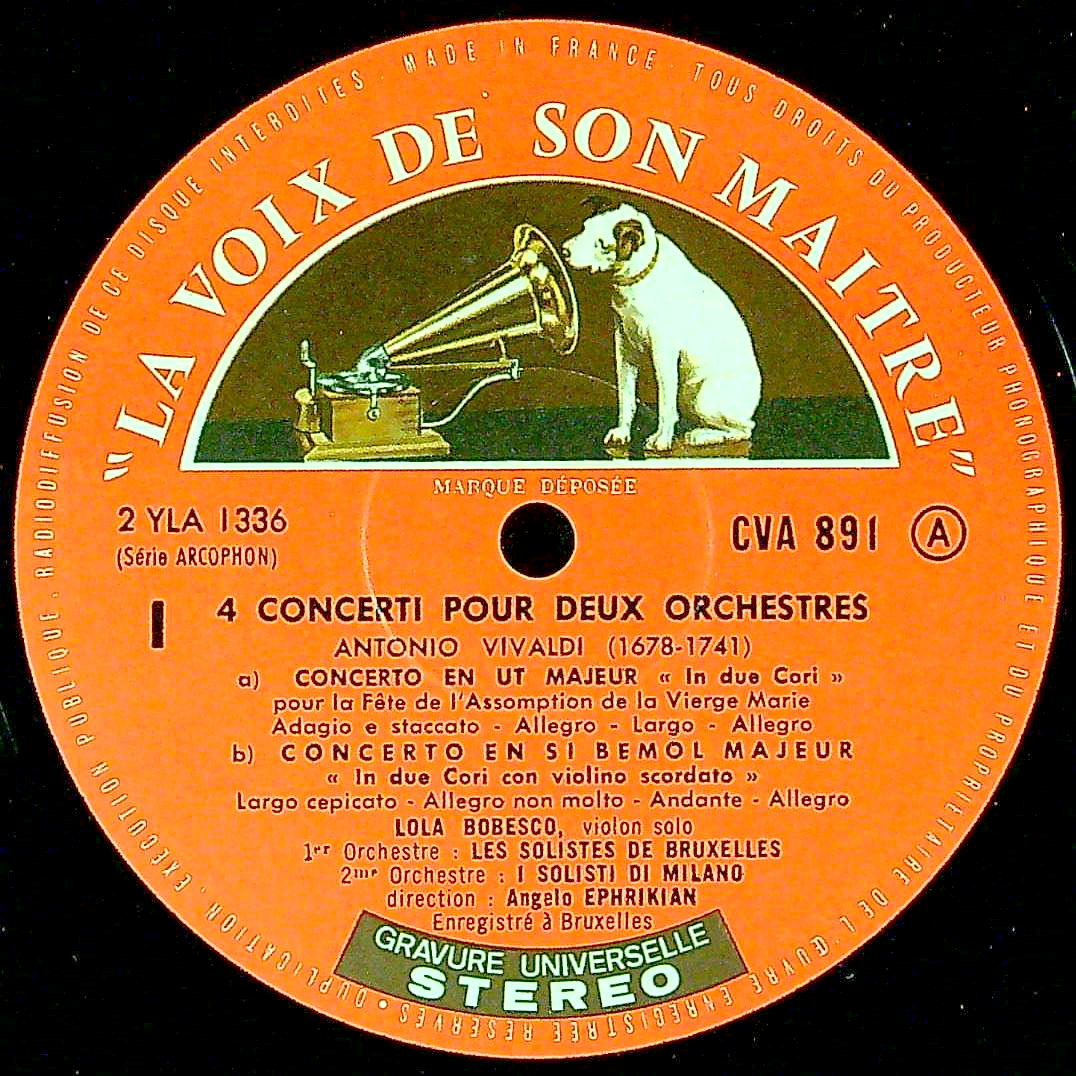 MADE IN FRANCE · TOUS DROITS DU PRODUCTEUR PHONOGRAPHIQUE ET DU PROPRIETAIRE DE L'ŒUVRE ENREGISTRÉE RESERVES • DUPLICATION, EXECUTION PUBLIQUE, RADIODIFFUSION DE CE DISQUE INTERDITES ·
"LA VOIX DE SON MAITRE"
MARQUE DÉPOSÉE
2 YLA 1336
(Série ARCOPHON)
CVA 891 A
I 4 CONCERTI POUR DEUX ORCHESTRES
ANTONIO VIVALDI (1678-1741)
a) CONCERTO EN UT MAJEUR « In due Cori »
pour la Fête de l'Assomption de la Vierge Marie
Adagio e staccato - Allegro - Largo - Allegro
b) CONCERTO EN SI BEMOL MAJEUR
« In due Cori con violino scordato »
Largo cepicato - Allegro non molto - Andante - Allegro
LOLA BOBESCO, violon solo
1er Orchestre : LES SOLISTES DE BRUXELLES
2me Orchestre : I SOLISTI DI MILANO
direction : Angelo EPHRIKIAN
Enregistré à Bruxelles
GRAVURE UNIVERSELLE
STEREO